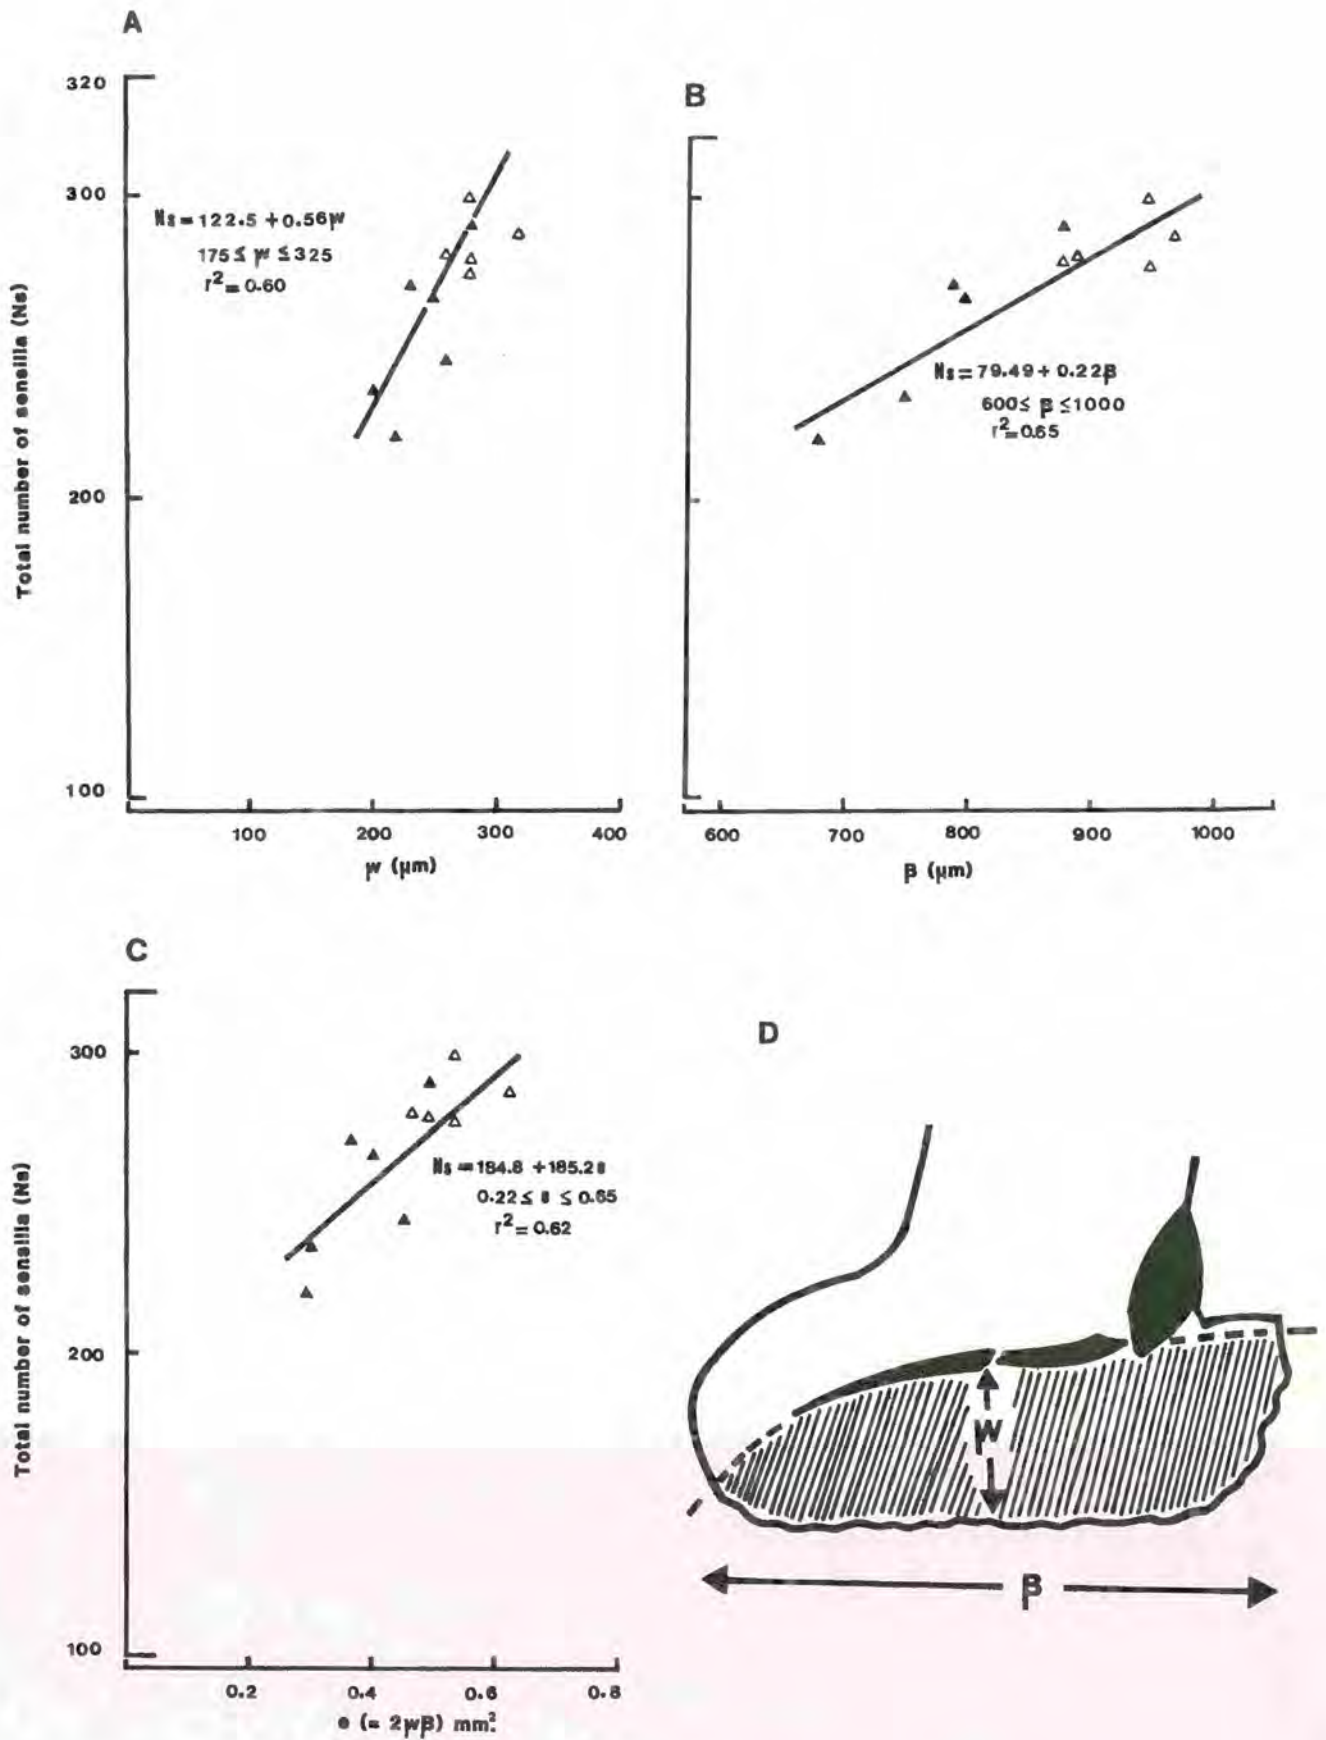 A
320
300
200
100
Total number of sensilla (Ns)
Ns = 122.5 + 0.56w
175 ≤ w ≤ 325
r² = 0.60
100
200
300
400
w (μm)
B
Ns = 79.49 + 0.22β
600 ≤ β ≤ 1000
r² = 0.65
600
700
800
900
1000
β (μm)
C
300
200
100
Total number of sensilla (Ns)
Ns = 184.8 + 185.2s
0.22 ≤ s ≤ 0.65
r² = 0.62
0.2
0.4
0.6
0.8
e (= 2wβ) mm².
D
W
β